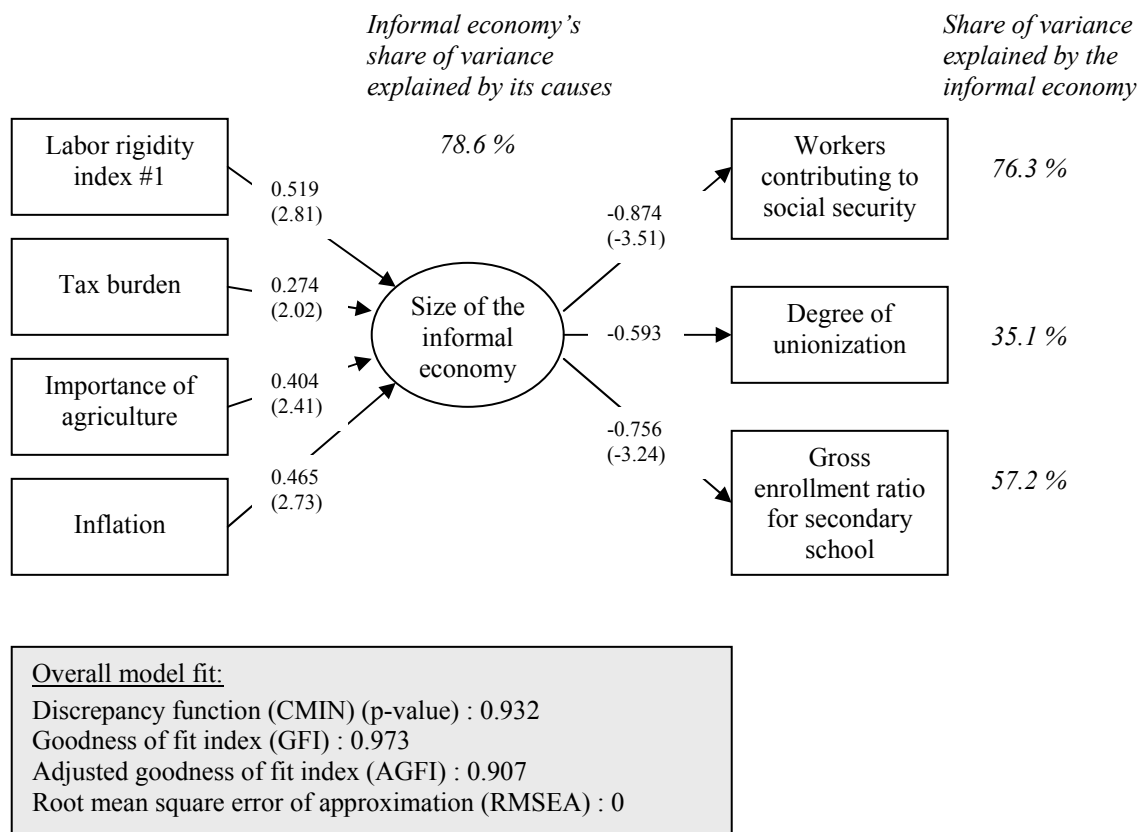 Informal economy's
share of variance
explained by its causes
78.6 %
Share of variance
explained by the
informal economy
Labor rigidity
index #1
0.519
(2.81)
Tax burden
0.274
(2.02)
Importance of
agriculture
0.404
(2.41)
Inflation
0.465
(2.73)
Size of the
informal
economy
-0.874
(-3.51)
Workers
contributing to
social security
76.3 %
-0.593
Degree of
unionization
35.1 %
-0.756
(-3.24)
Gross
enrollment ratio
for secondary
school
57.2 %
Overall model fit:
Discrepancy function (CMIN) (p-value) : 0.932
Goodness of fit index (GFI) : 0.973
Adjusted goodness of fit index (AGFI) : 0.907
Root mean square error of approximation (RMSEA) : 0